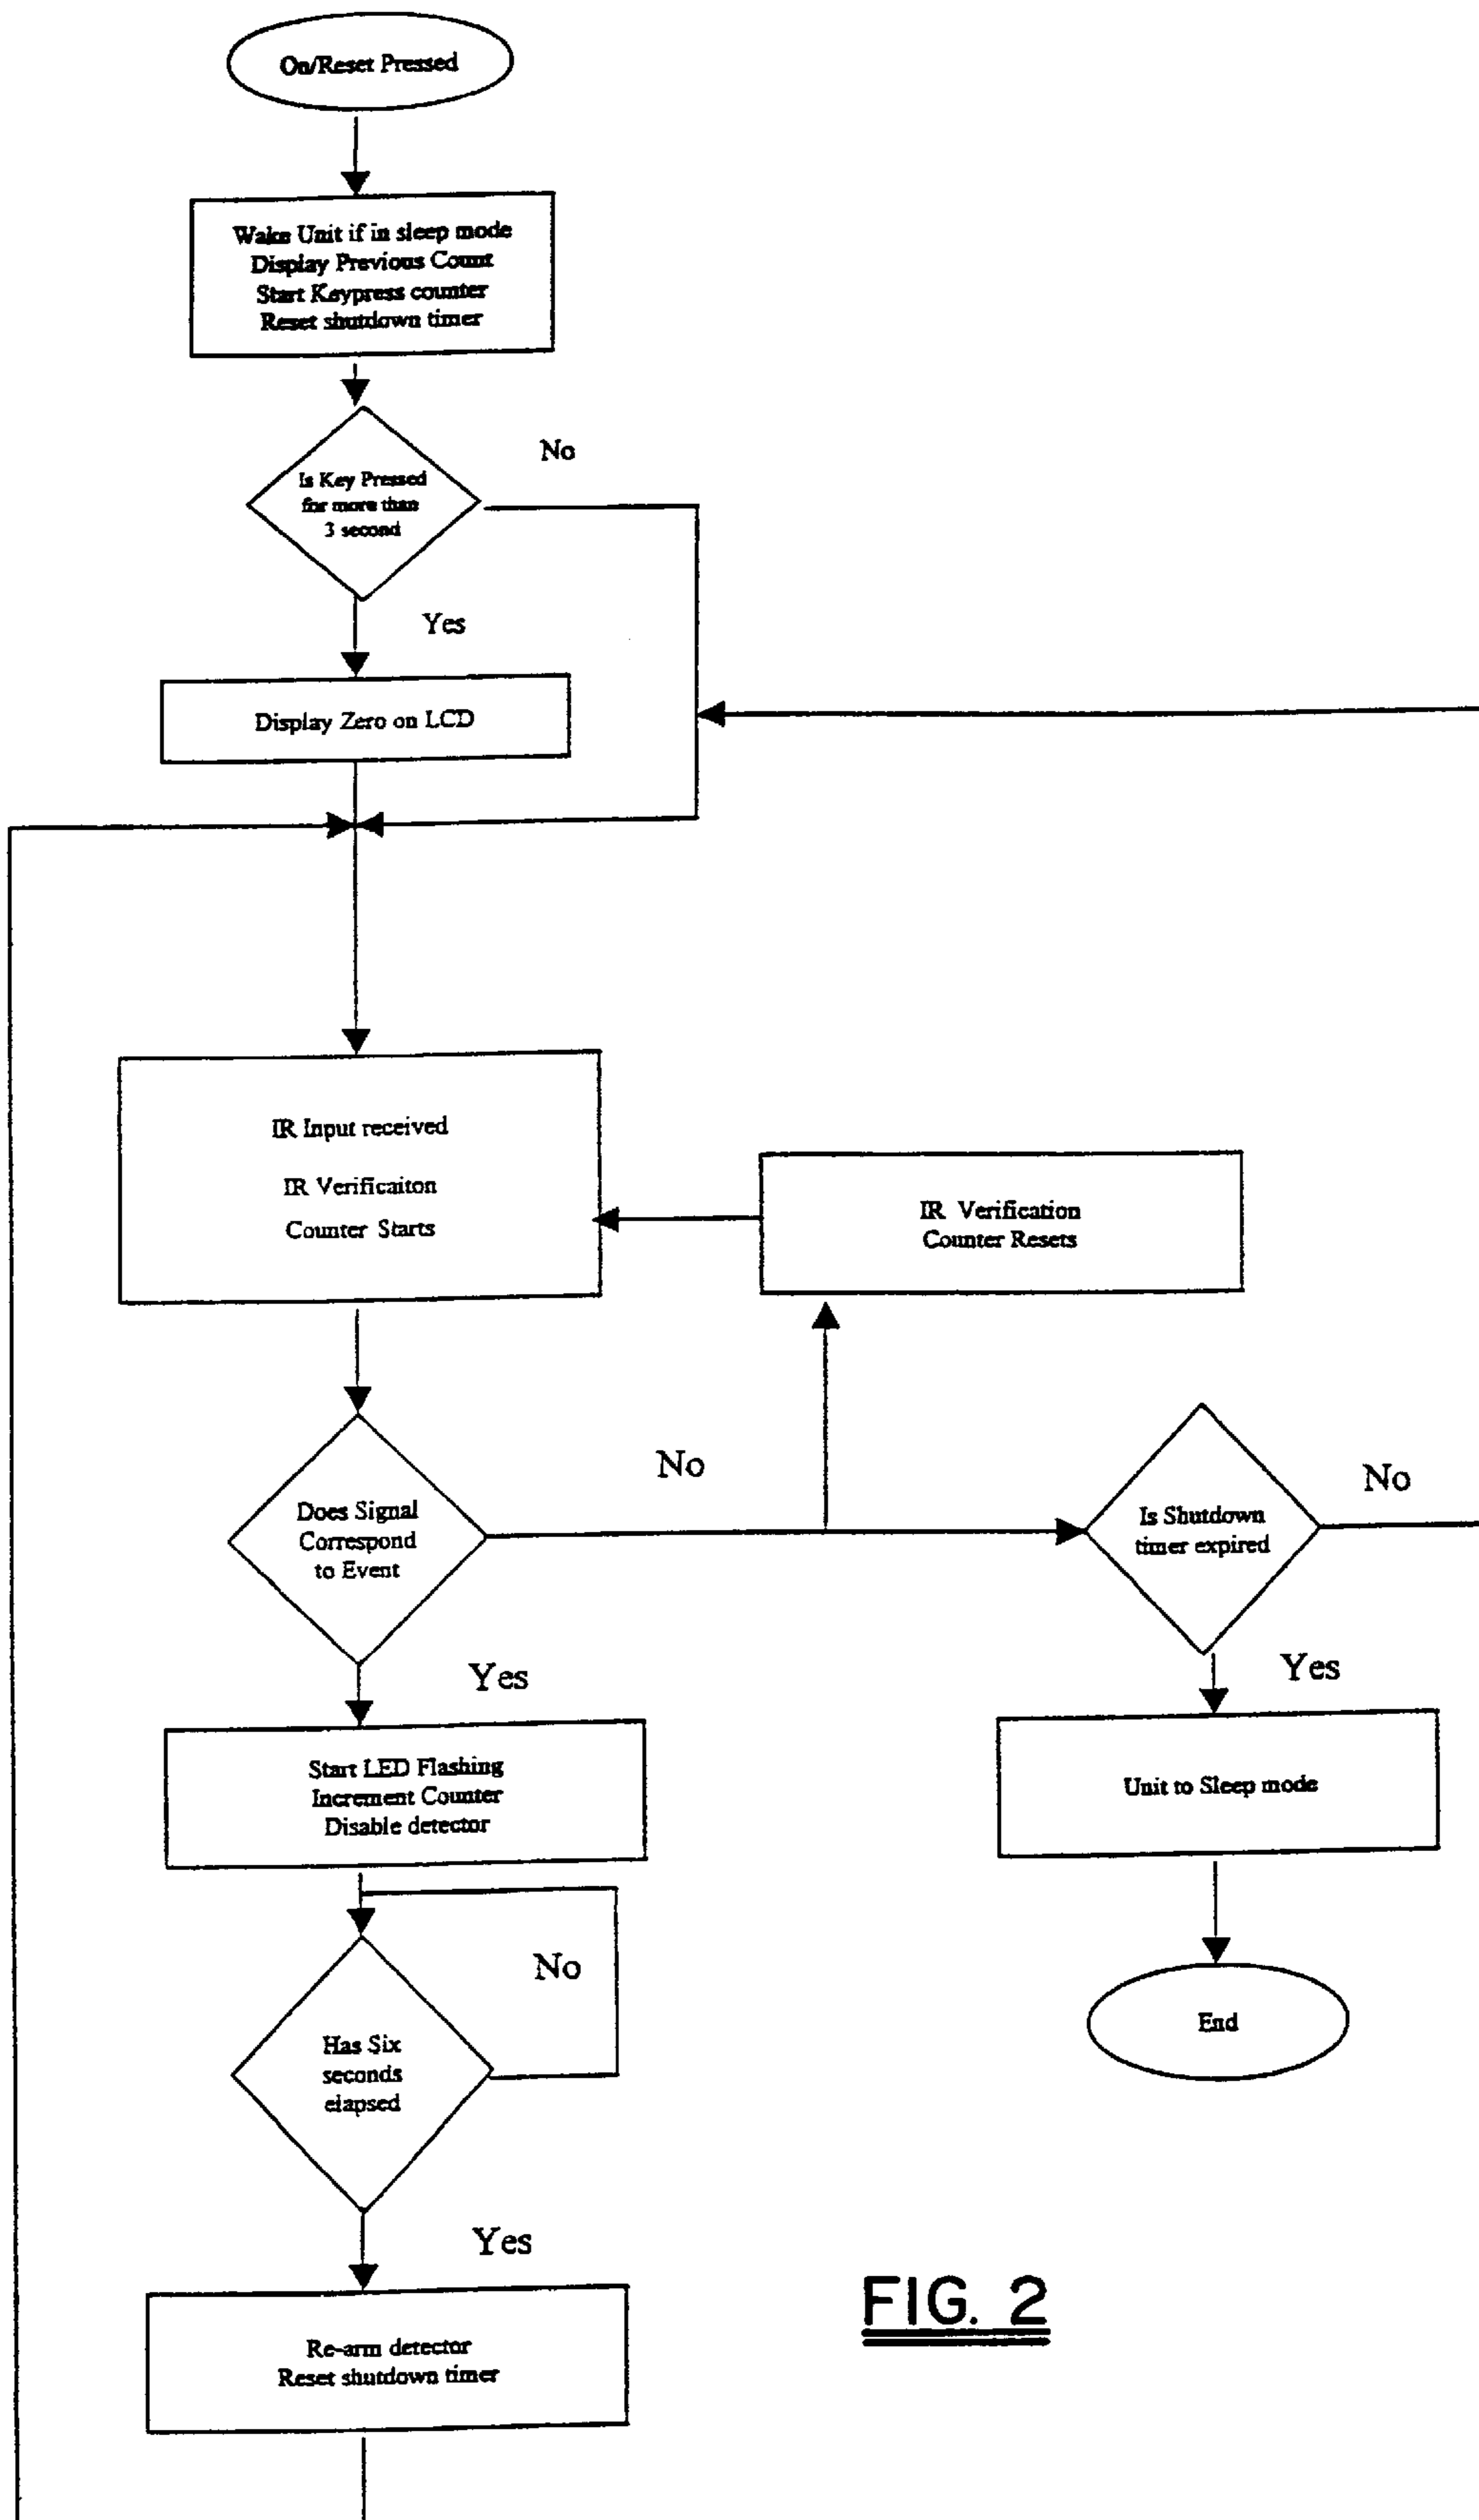 On/Reset Pressed
Wake Unit if in sleep mode
Display Previous Count
Start Keypress counter
Reset shutdown timer
No
Is Key Pressed
for more than
3 second
Yes
Display Zero on LCD
IR Input received
IR Verificaiton
Counter Starts
IR Verification
Counter Resets
No
Does Signal
Correspond
to Event
No
Is Shutdown
timer expired
Yes
Yes
Start LED Flashing
Increment Counter
Disable detector
Unit to Sleep mode
No
Has Six
seconds
elapsed
End
Yes
Re-arm detector
Reset shutdown timer
FIG. 2